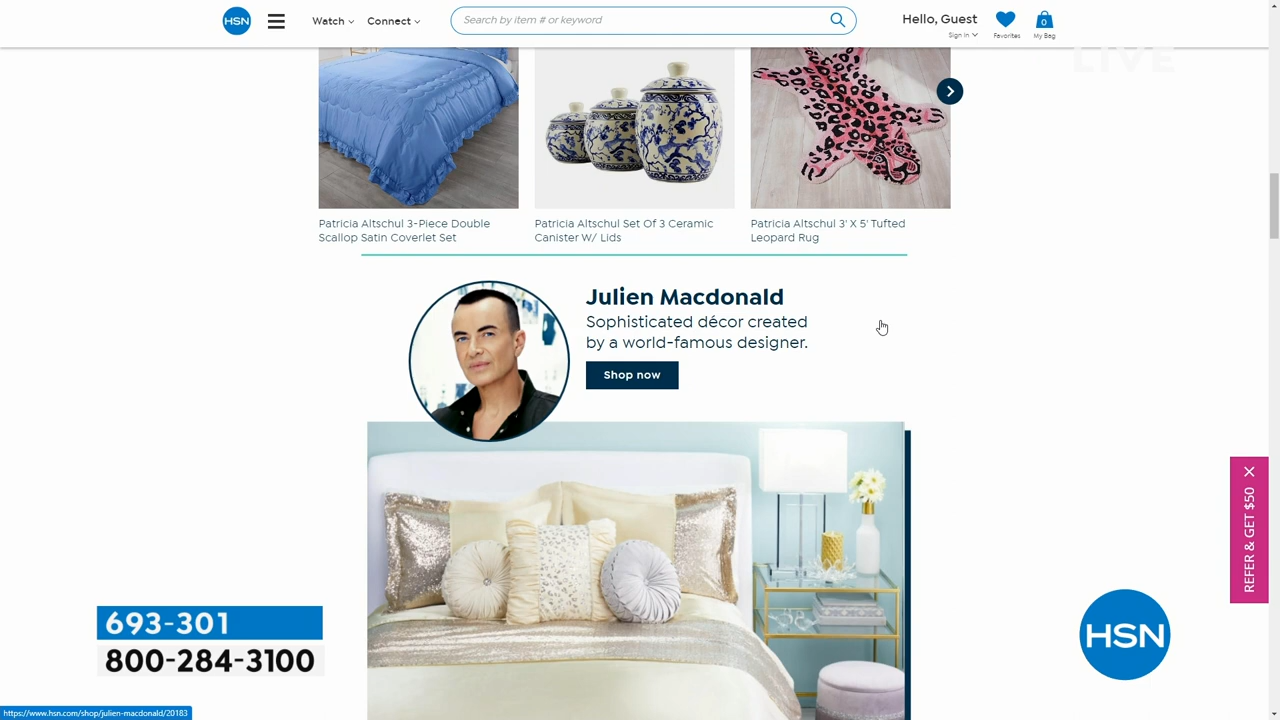 HSN
Watch
Connect
Search by item # or keyword
Hello, Guest
Sign In
Favorites
0
My Bag
LIVE
Patricia Altschul 3-Piece Double
Scallop Satin Coverlet Set
Patricia Altschul Set Of 3 Ceramic
Canister W/ Lids
Patricia Altschul 3' X 5' Tufted
Leopard Rug
Julien Macdonald
Sophisticated décor created
by a world-famous designer.
Shop now
REFER & GET $50
693-301
800-284-3100
HSN
https://www.hsn.com/shop/julien-macdonald/20183